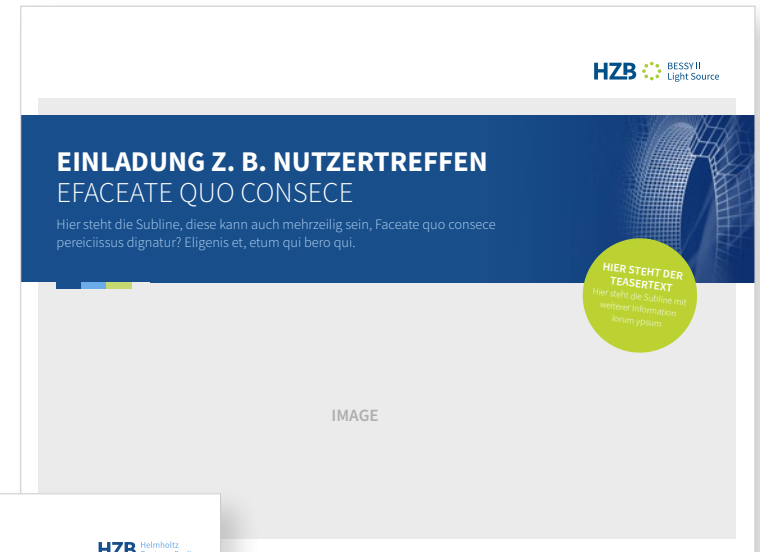 HZB BESSY II
Light Source
EINLADUNG Z. B. NUTZERTREFFEN
EFACEATE QUO CONSECE
Hier steht die Subline, diese kann auch mehrzeilig sein, Faceate quo consece
pereiciissus dignatur? Eligenis et, etum qui bero qui.
HIER STEHT DER
TEASERTEXT
Hier steht die Subline mit
weiterer Information
lorum ypsum
IMAGE
HZB Helmholtz